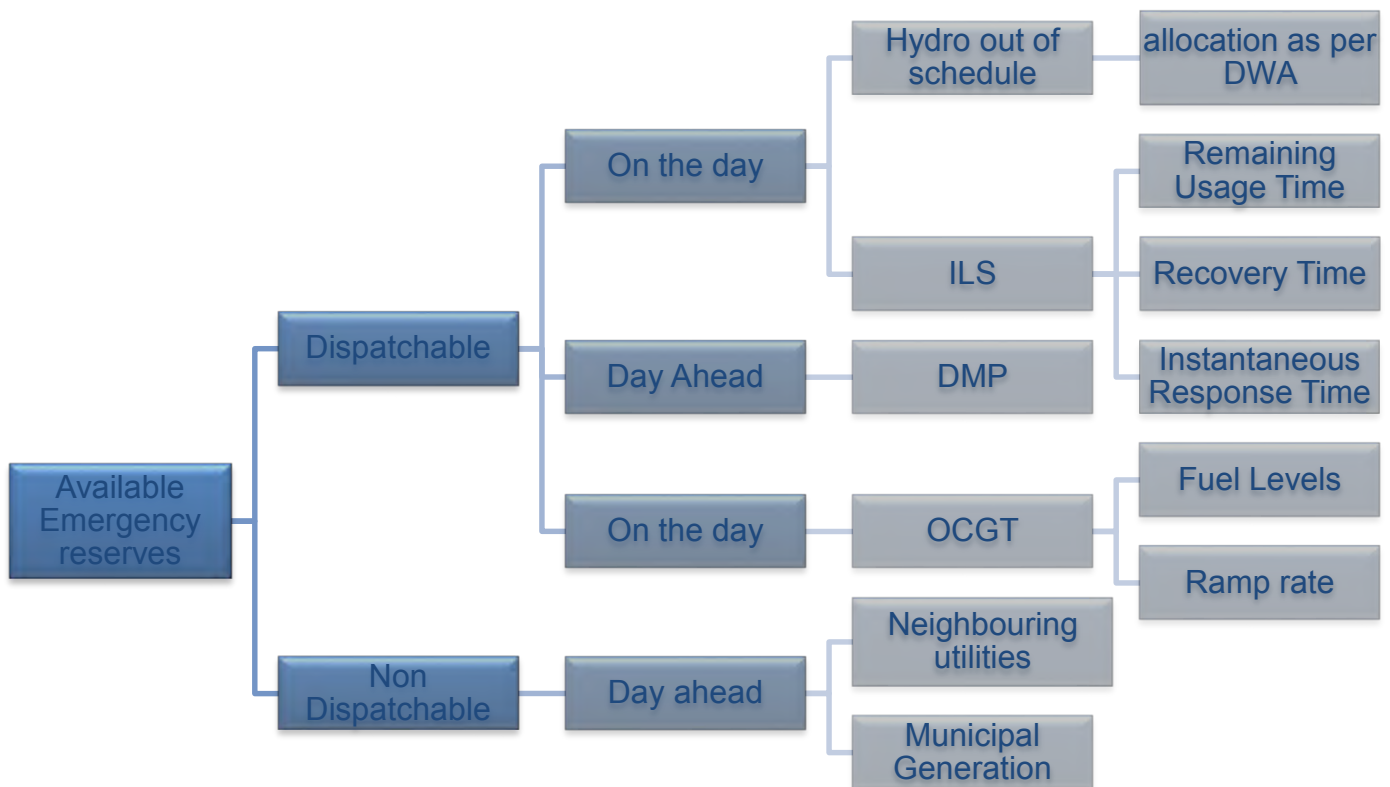 Available
Emergency
reserves
Dispatchable
On the day
Hydro out of
schedule
allocation as per
DWA
ILS
Remaining
Usage Time
Recovery Time
Instantaneous
Response Time
Day Ahead
DMP
On the day
OCGT
Fuel Levels
Ramp rate
Non
Dispatchable
Day ahead
Neighbouring
utilities
Municipal
Generation